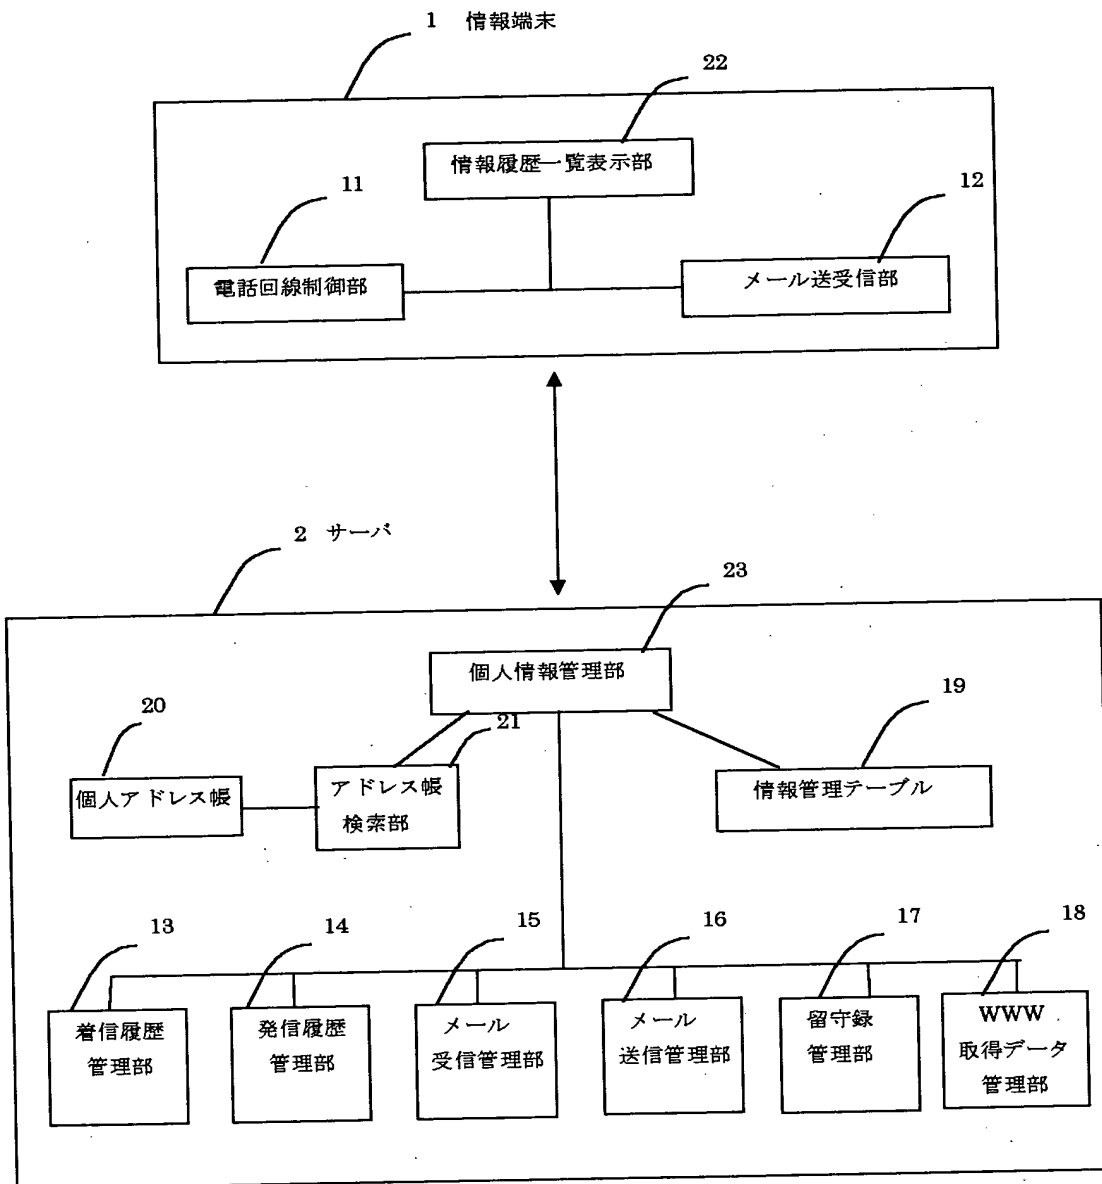 1 情報端末
22
情報履歴一覧表示部
11
12
電話回線制御部
メール送受信部
2 サーバ
23
個人情報管理部
20
21
19
個人アドレス帳
アドレス帳
検索部
情報管理テーブル
13
14
15
16
17
18
着信履歴
管理部
発信履歴
管理部
メール
受信管理部
メール
送信管理部
留守録
管理部
WWW
取得データ
管理部